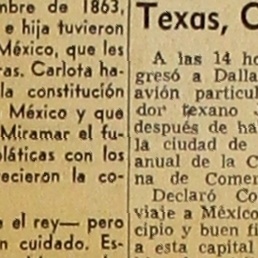 mbre de 1863,
e hija tuvieron
México, que les
ras. Carlota ha-
la constitución
México y que
Miramar el fu-
pláticas con los
recieron la co-
e el rey— pero
n cuidado. Es-
Texas, C
A las 14 ho
gresó a Dalla
avión particul
dor texano J
después de ha
la ciudad de
anual de la C
na de Comer
Declaró Co
viaje a México
cipio y buen fi
a esta capital